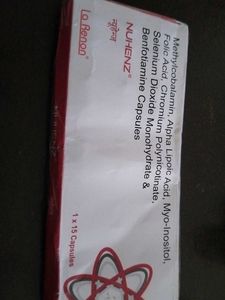 Methylcobalamin, Alpha Lipoic Acid, Myo-Inositol,
Folic Acid, Chromium Polynicotinate,
Selenium Dioxide Monohydrate &
Benfotiamine Capsules
NUHENZ®
न्यूहेन्ज़
La Renon®
1 x 15 Capsules
NUHENZ